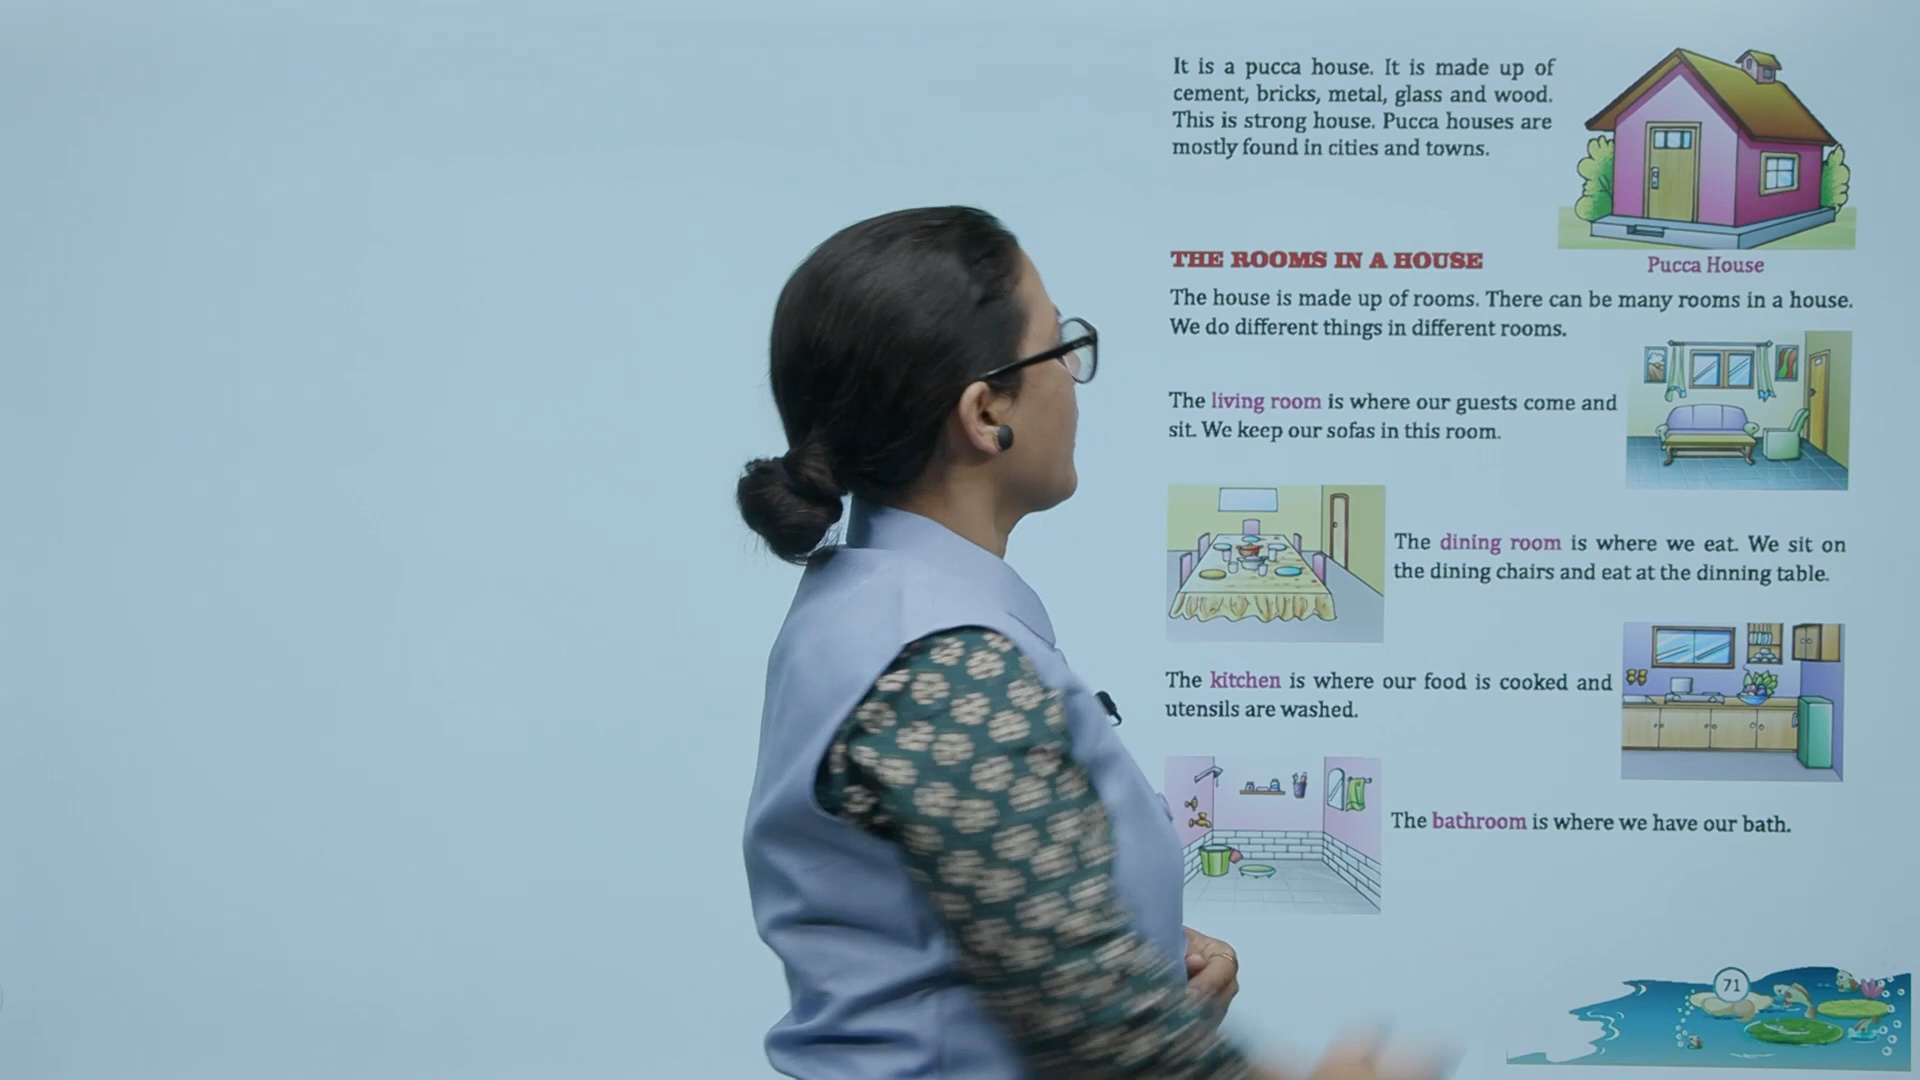 It is a pucca house. It is made up of
cement, bricks, metal, glass and wood.
This is strong house. Pucca houses are
mostly found in cities and towns.
Pucca House
THE ROOMS IN A HOUSE
The house is made up of rooms. There can be many rooms in a house.
We do different things in different rooms.
The living room is where our guests come and
sit. We keep our sofas in this room.
The dining room is where we eat. We sit on
the dining chairs and eat at the dinning table.
The kitchen is where our food is cooked and
utensils are washed.
The bathroom is where we have our bath.
71